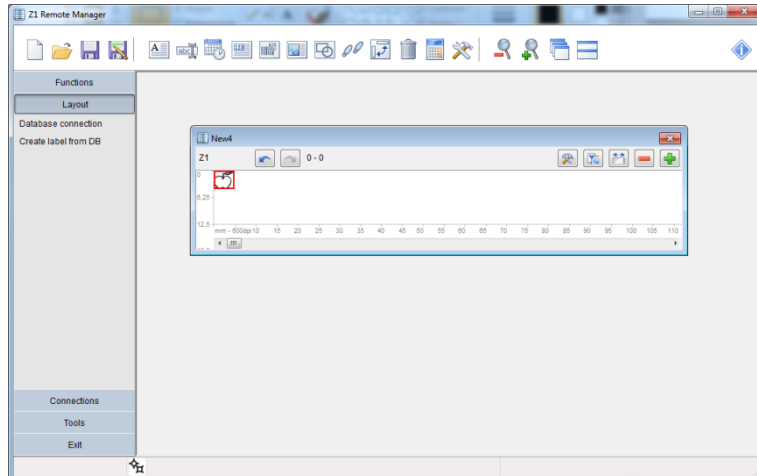 Z1 Remote Manager
A
abc
123
Functions
Layout
Database connection
Create label from DB
New4
Z1
0 - 0
0
6,25
12,5
mm - 600dpi 10 15 20 25 30 35 40 45 50 55 60 65 70 75 80 85 90 95 100 105 110
Connections
Tools
Exit